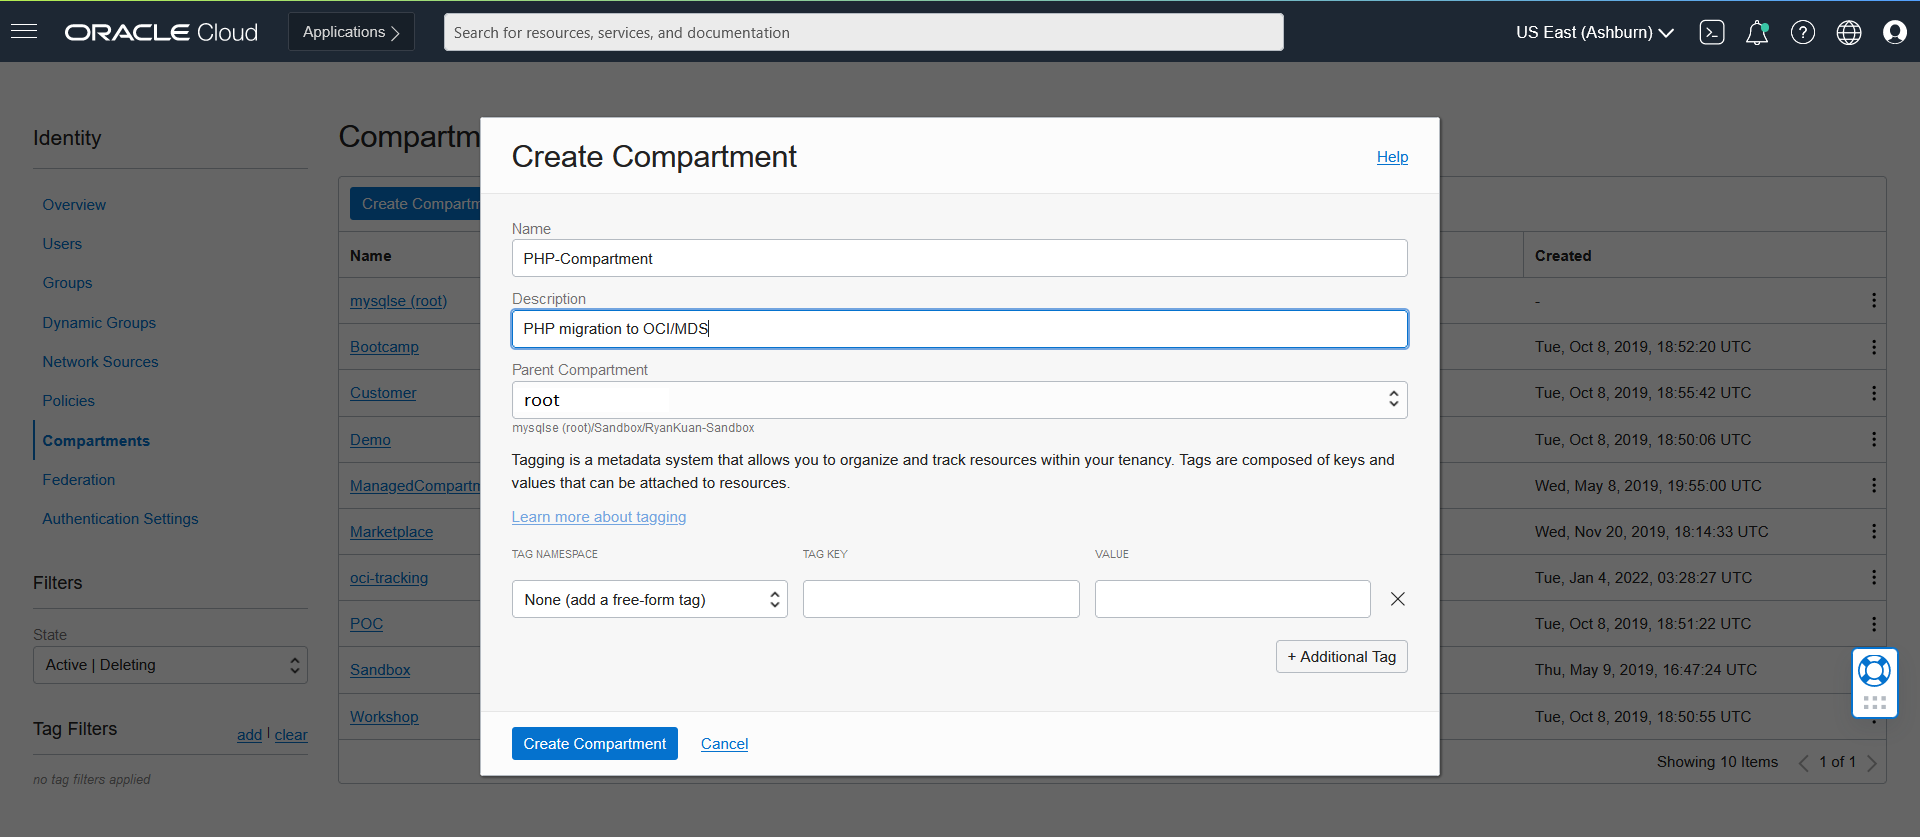 ORACLE Cloud
Applications
Search for resources, services, and documentation
US East (Ashburn)
Identity
Overview
Users
Groups
Dynamic Groups
Network Sources
Policies
Compartments
Federation
Authentication Settings
Filters
State
Active | Deleting
Tag Filters
add | clear
no tag filters applied
Compartm
Create Compartm
Name
Created
mysqlse (root)
-
Bootcamp
Tue, Oct 8, 2019, 18:52:20 UTC
Customer
Tue, Oct 8, 2019, 18:55:42 UTC
Demo
Tue, Oct 8, 2019, 18:50:06 UTC
ManagedCompartm
Wed, May 8, 2019, 19:55:00 UTC
Marketplace
Wed, Nov 20, 2019, 18:14:33 UTC
oci-tracking
Tue, Jan 4, 2022, 03:28:27 UTC
POC
Tue, Oct 8, 2019, 18:51:22 UTC
Sandbox
Thu, May 9, 2019, 16:47:24 UTC
Workshop
Tue, Oct 8, 2019, 18:50:55 UTC
Showing 10 Items
1 of 1
Create Compartment
Help
Name
PHP-Compartment
Description
PHP migration to OCI/MDS
Parent Compartment
root
mysqlse (root)/Sandbox/RyanKuan-Sandbox
Tagging is a metadata system that allows you to organize and track resources within your tenancy. Tags are composed of keys and
values that can be attached to resources.
Learn more about tagging
TAG NAMESPACE
TAG KEY
VALUE
None (add a free-form tag)
+ Additional Tag
Create Compartment
Cancel